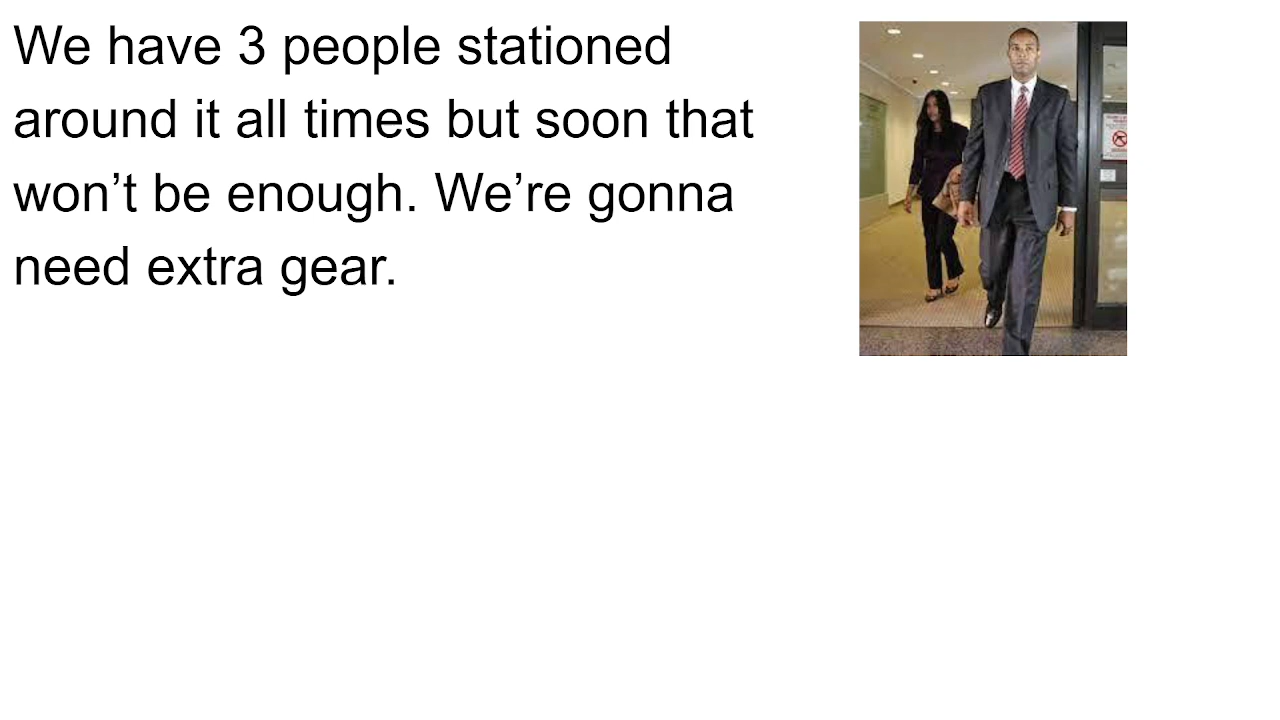 We have 3 people stationed
around it all times but soon that
won’t be enough. We’re gonna
need extra gear.